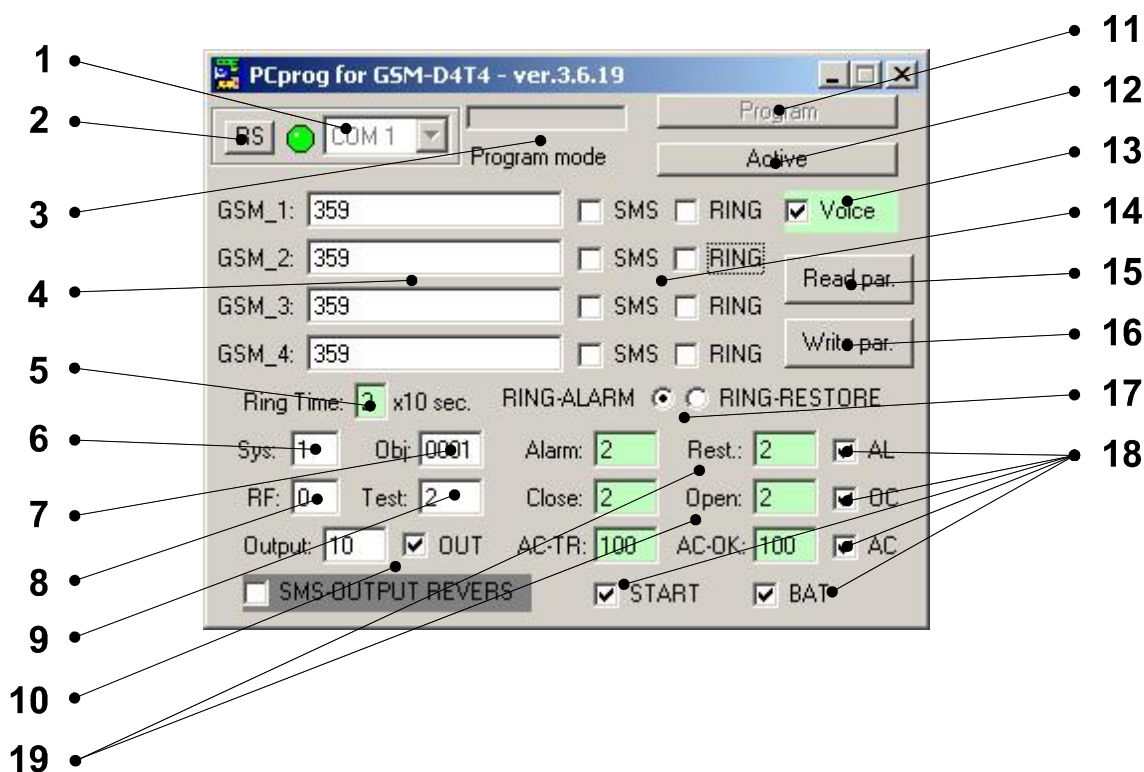 PCprog for GSM-D4T4 - ver.3.6.19
RS COM 1 Program
Program mode Active
GSM_1: 359 SMS RING Voice
GSM_2: 359 SMS RING
Read par.
GSM_3: 359 SMS RING
Write par.
GSM_4: 359 SMS RING
Ring Time: 3 x10 sec. RING-ALARM RING-RESTORE
Sys: 1 Obj: 0001 Alarm: 2 Rest.: 2 AL
RF: 0 Test: 2 Close: 2 Open: 2 OC
Output: 10 OUT AC-TR: 100 AC-OK: 100 AC
SMS-OUTPUT REVERS START BAT
1
2
3
4
5
6
7
8
9
10
19
11
12
13
14
15
16
17
18